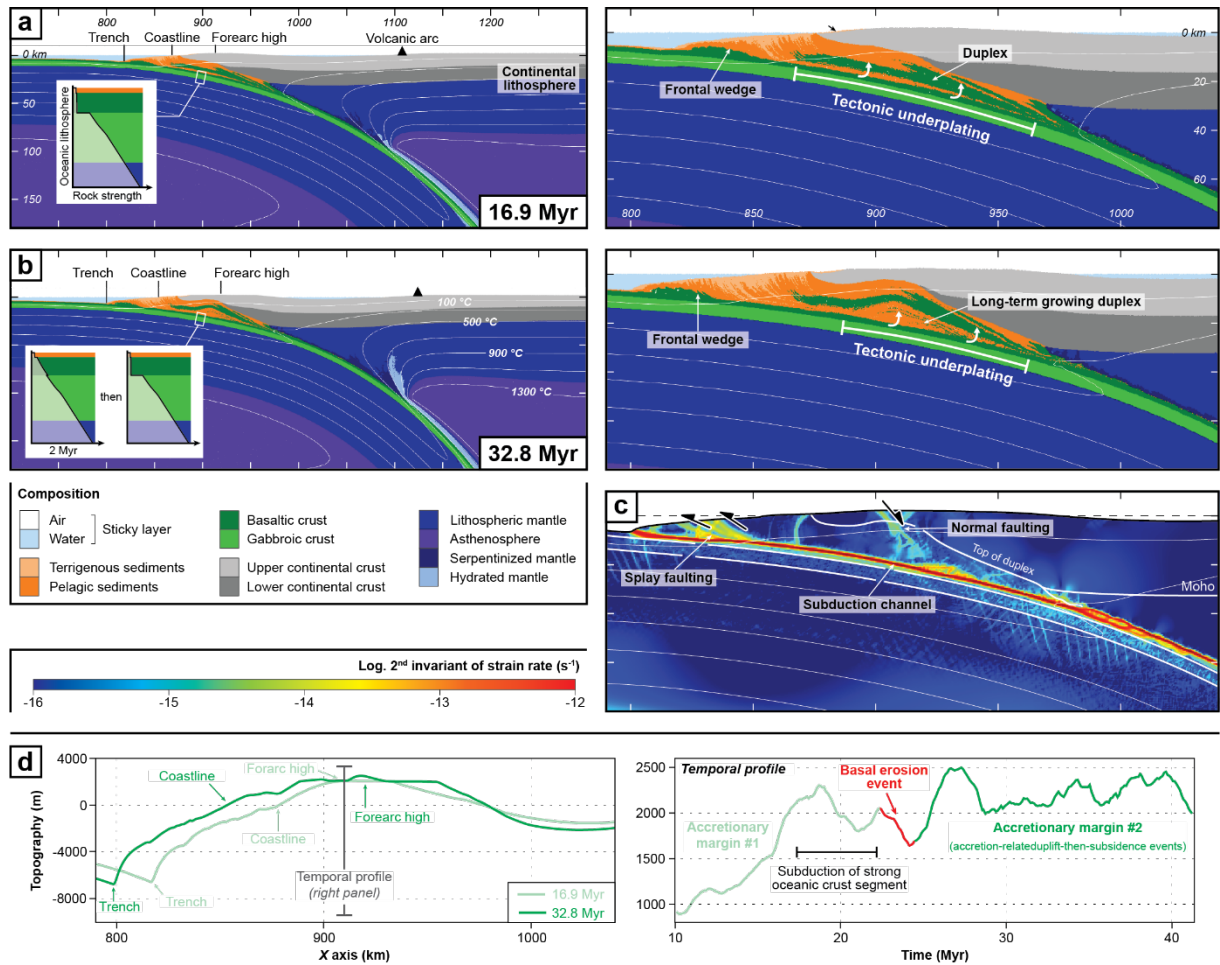 a
800 900 1000 1100 1200
Trench Coastline Forearc high Volcanic arc
0 km
50
100
150
Continental
lithosphere
Oceanic lithosphere
Rock strength
16.9 Myr
0 km
20
40
60
Duplex
Frontal wedge
Tectonic underplating
800 850 900 950 1000
b
Trench Coastline Forearc high
100 °C
500 °C
900 °C
1300 °C
then
2 Myr
32.8 Myr
Long-term growing duplex
Frontal wedge
Tectonic underplating
Composition
Air
Water
Sticky layer
Terrigenous sediments
Pelagic sediments
Basaltic crust
Gabbroic crust
Upper continental crust
Lower continental crust
Lithospheric mantle
Asthenosphere
Serpentinized mantle
Hydrated mantle
c
Normal faulting
Splay faulting
Top of duplex
Subduction channel
Moho
Log. 2nd invariant of strain rate (s-1)
-16 -15 -14 -13 -12
d
4000
0
-4000
-8000
Topography (m)
Coastline
Forarc high
Forearc high
Coastline
Temporal profile
(right panel)
Trench
Trench
16.9 Myr
32.8 Myr
800 900 1000
X axis (km)
2500
2000
1500
1000
Temporal profile
Basal erosion
event
Accretionary
margin #1
Accretionary margin #2
(accretion-relateduplift-then-subsidence events)
Subduction of strong
oceanic crust segment
10 20 30 40
Time (Myr)